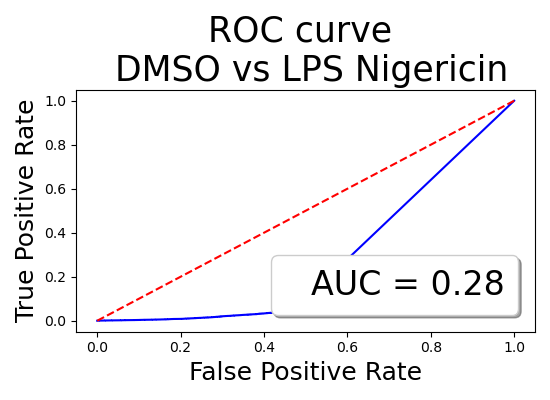 ROC curve
DMSO vs LPS Nigericin
True Positive Rate
1.0
0.8
0.6
0.4
0.2
0.0
AUC = 0.28
0.0 0.2 0.4 0.6 0.8 1.0
False Positive Rate